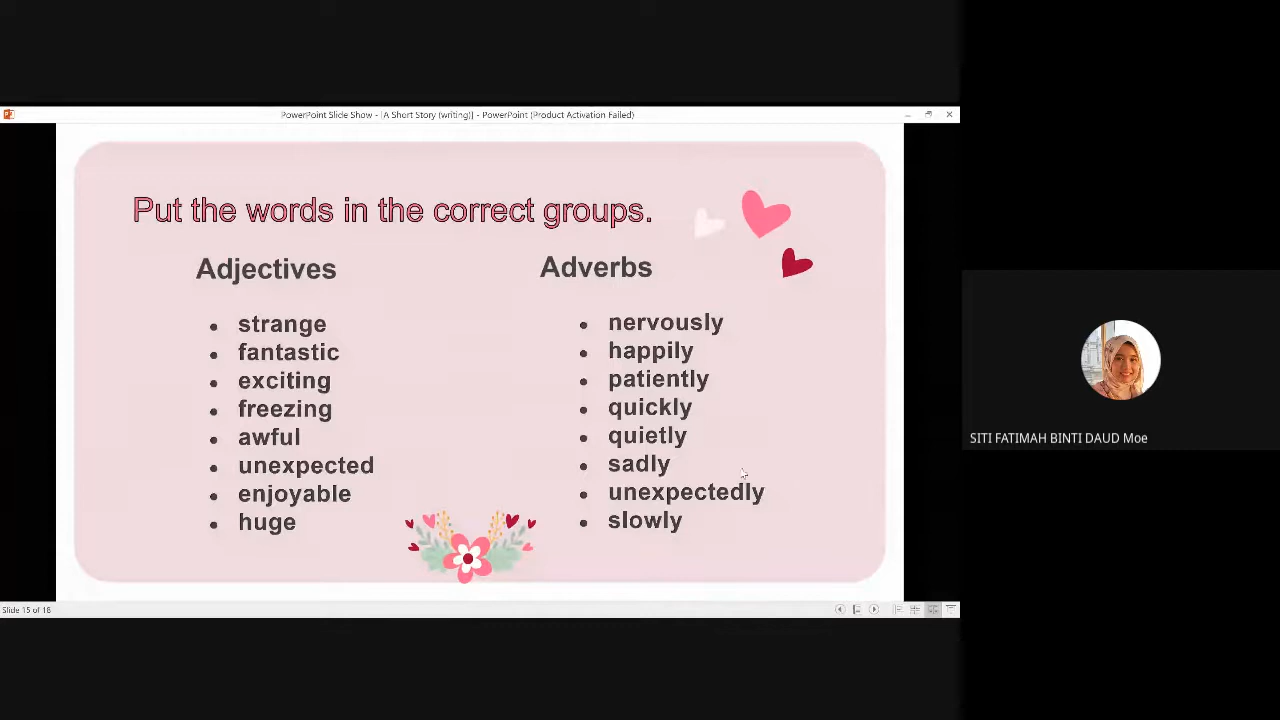 PowerPoint Slide Show - [A Short Story (writing)] - PowerPoint (Product Activation Failed)
Put the words in the correct groups.
Adjectives
strange
fantastic
exciting
freezing
awful
unexpected
enjoyable
huge
Adverbs
nervously
happily
patiently
quickly
quietly
sadly
unexpectedly
slowly
Slide 15 of 18
SITI FATIMAH BINTI DAUD Moe